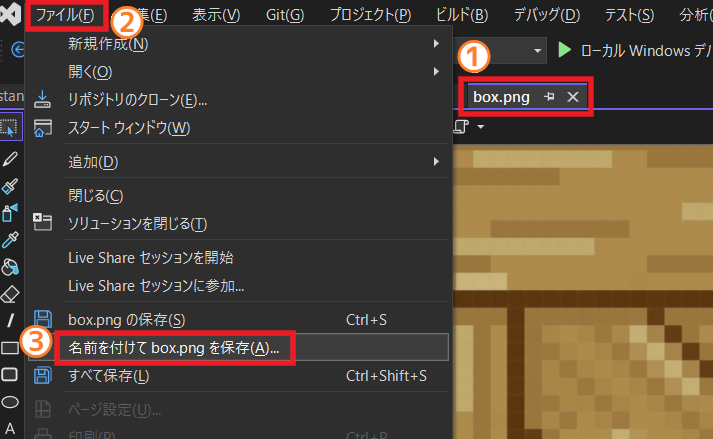 ファイル(F) ② 集(E) 表示(V) Git(G) プロジェクト(P) ビルド(B) デバッグ(D) テスト(S) 分析(
新規作成(N)
①
ローカル Windows デバ
開く(O)
リポジトリのクローン(E)...
box.png
stan
スタート ウィンドウ(W)
追加(D)
閉じる(C)
ソリューションを閉じる(T)
Live Share セッションを開始
Live Share セッションに参加...
box.png の保存(S) Ctrl+S
③ 名前を付けて box.png を保存(A)...
すべて保存(L) Ctrl+Shift+S
ページ設定(U)...
A
印刷(P)... Ctrl+P